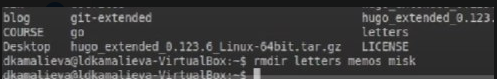 blog git-extended hugo_extended_0.123.
COURSE go letters
Desktop hugo_extended_0.123.6_Linux-64bit.tar.gz LICENSE
dkamalieva@ldkamalieva-VirtualBox:~$ rmdir letters memos misk
dkamalieva@ldkamalieva-VirtualBox:~$